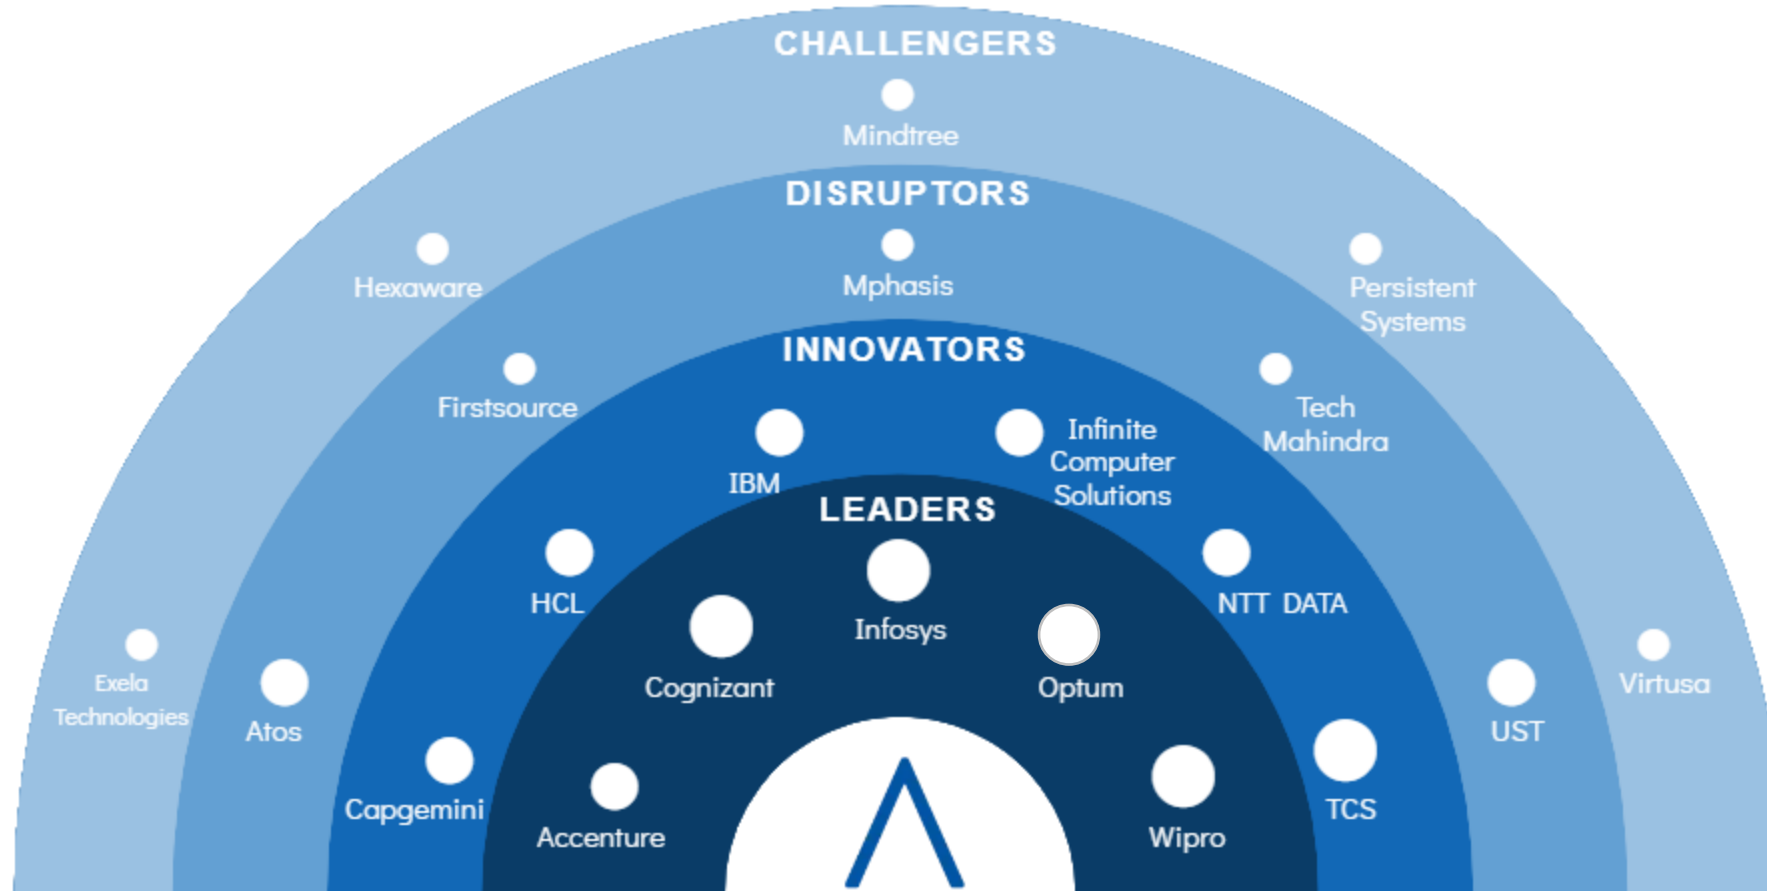 CHALLENGERS
Mindtree
Hexaware
Persistent
Systems
Exela
Technologies
Virtusa
DISRUPTORS
Mphasis
Firstsource
Tech
Mahindra
Atos
UST
INNOVATORS
IBM
Infinite
Computer
Solutions
HCL
NTT DATA
Capgemini
TCS
LEADERS
Infosys
Cognizant
Optum
Accenture
Wipro